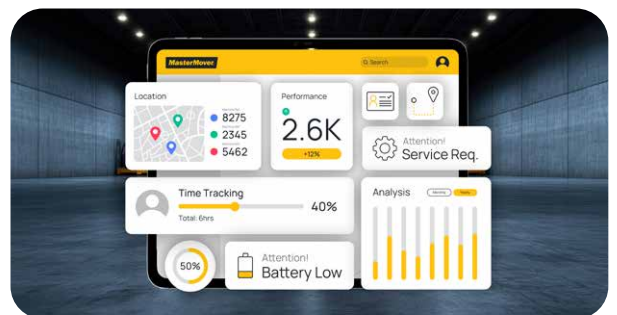 MasterMover
Search
Location
8275
2345
5462
Performance
2.6K
+12%
Attention!
Service Req.
Time Tracking
40%
Total: 6hrs
Analysis
50%
Attention!
Battery Low